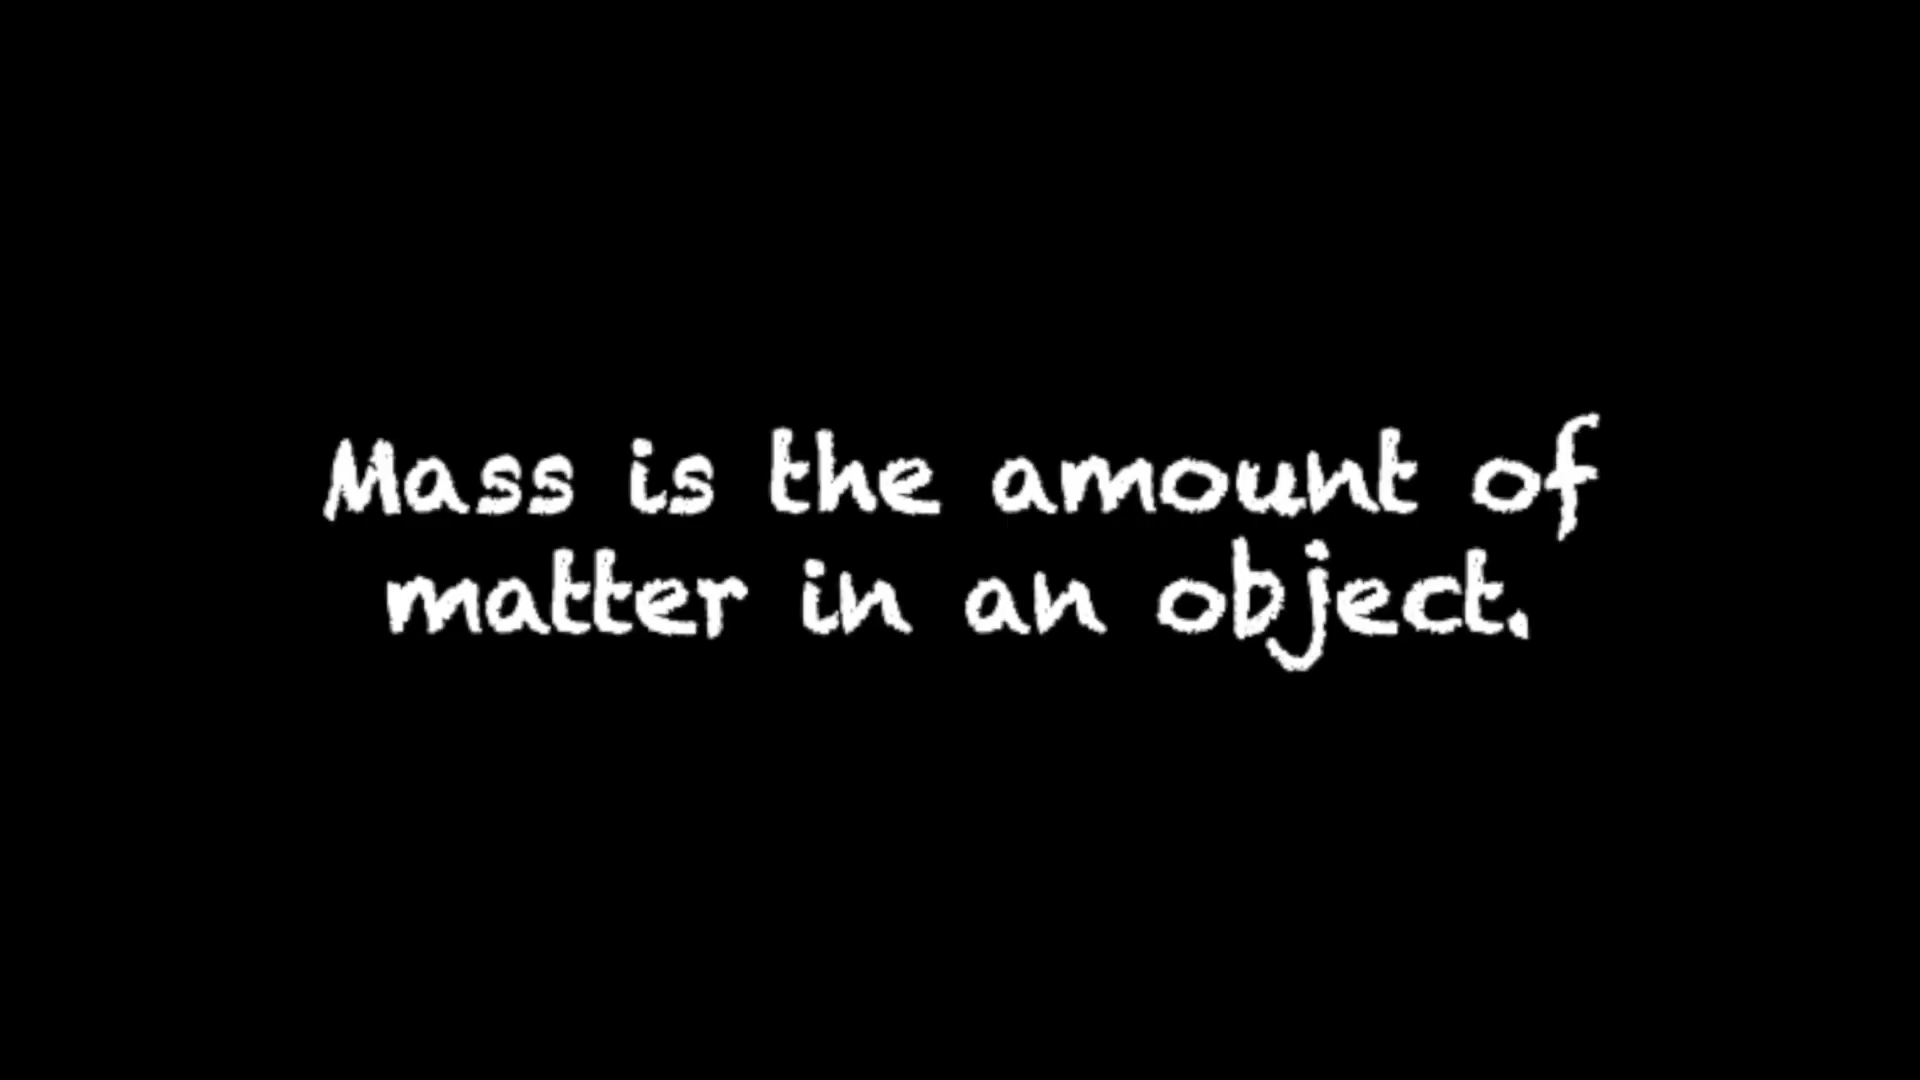 Mass is the amount of
matter in an object.